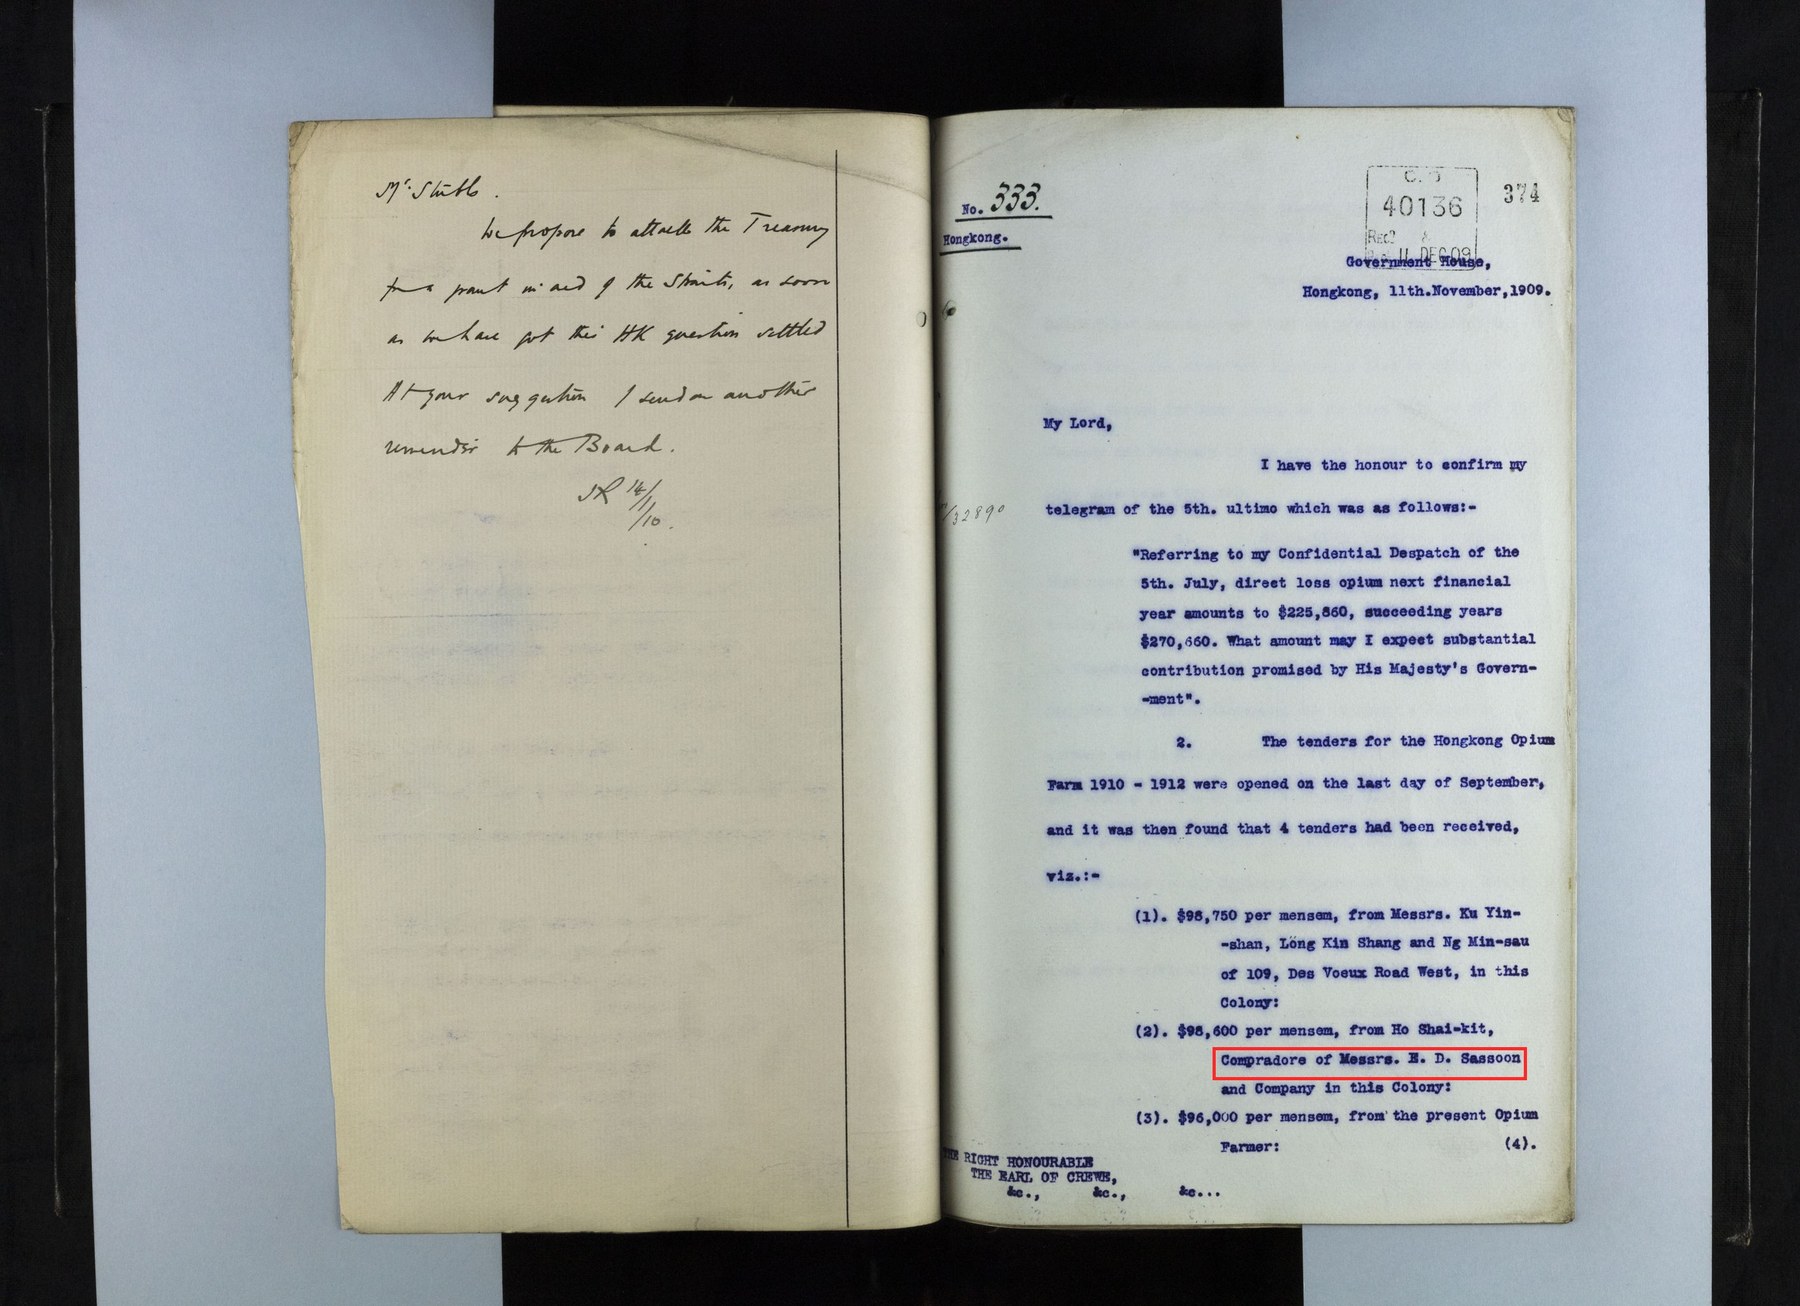 Mr. Stubbs.
We propose to attack the Treasury
for a grant in aid of the Straits, as soon
as we have got this HK question settled
At your suggestion I send on another
reminder to the Board.
14/1/10.
No. 333.
Hongkong.
C. O
40136
REC?
11 DEC 09
374
Government House,
Hongkong, 11th.November,1909.
My Lord,
I have the honour to confirm my
/32890
telegram of the 5th. ultimo which was as follows:-
"Referring to my Confidential Despatch of the
5th. July, direct loss opium next financial
year amounts to $225,860, succeeding years
$270,660. What amount may I expect substantial
contribution promised by His Majesty's Govern-
-ment".
2. The tenders for the Hongkong Opium
Farm 1910 - 1912 were opened on the last day of September,
and it was then found that 4 tenders had been received,
viz.:-
(1). $98,750 per mensem, from Messrs. Ku Yin-
-shan, Löng Kin Shang and Ng Min-sau
of 109, Des Voeux Road West, in this
Colony:
(2). $98,600 per mensem, from Ho Shai-kit,
Compradore of Messrs. E. D. Sassoon
and Company in this Colony:
(3). $96,000 per mensem, from the present Opium
Farmer: (4).
THE RIGHT HONOURABLE
THE EARL OF CREWE,
&c., &c., &c...